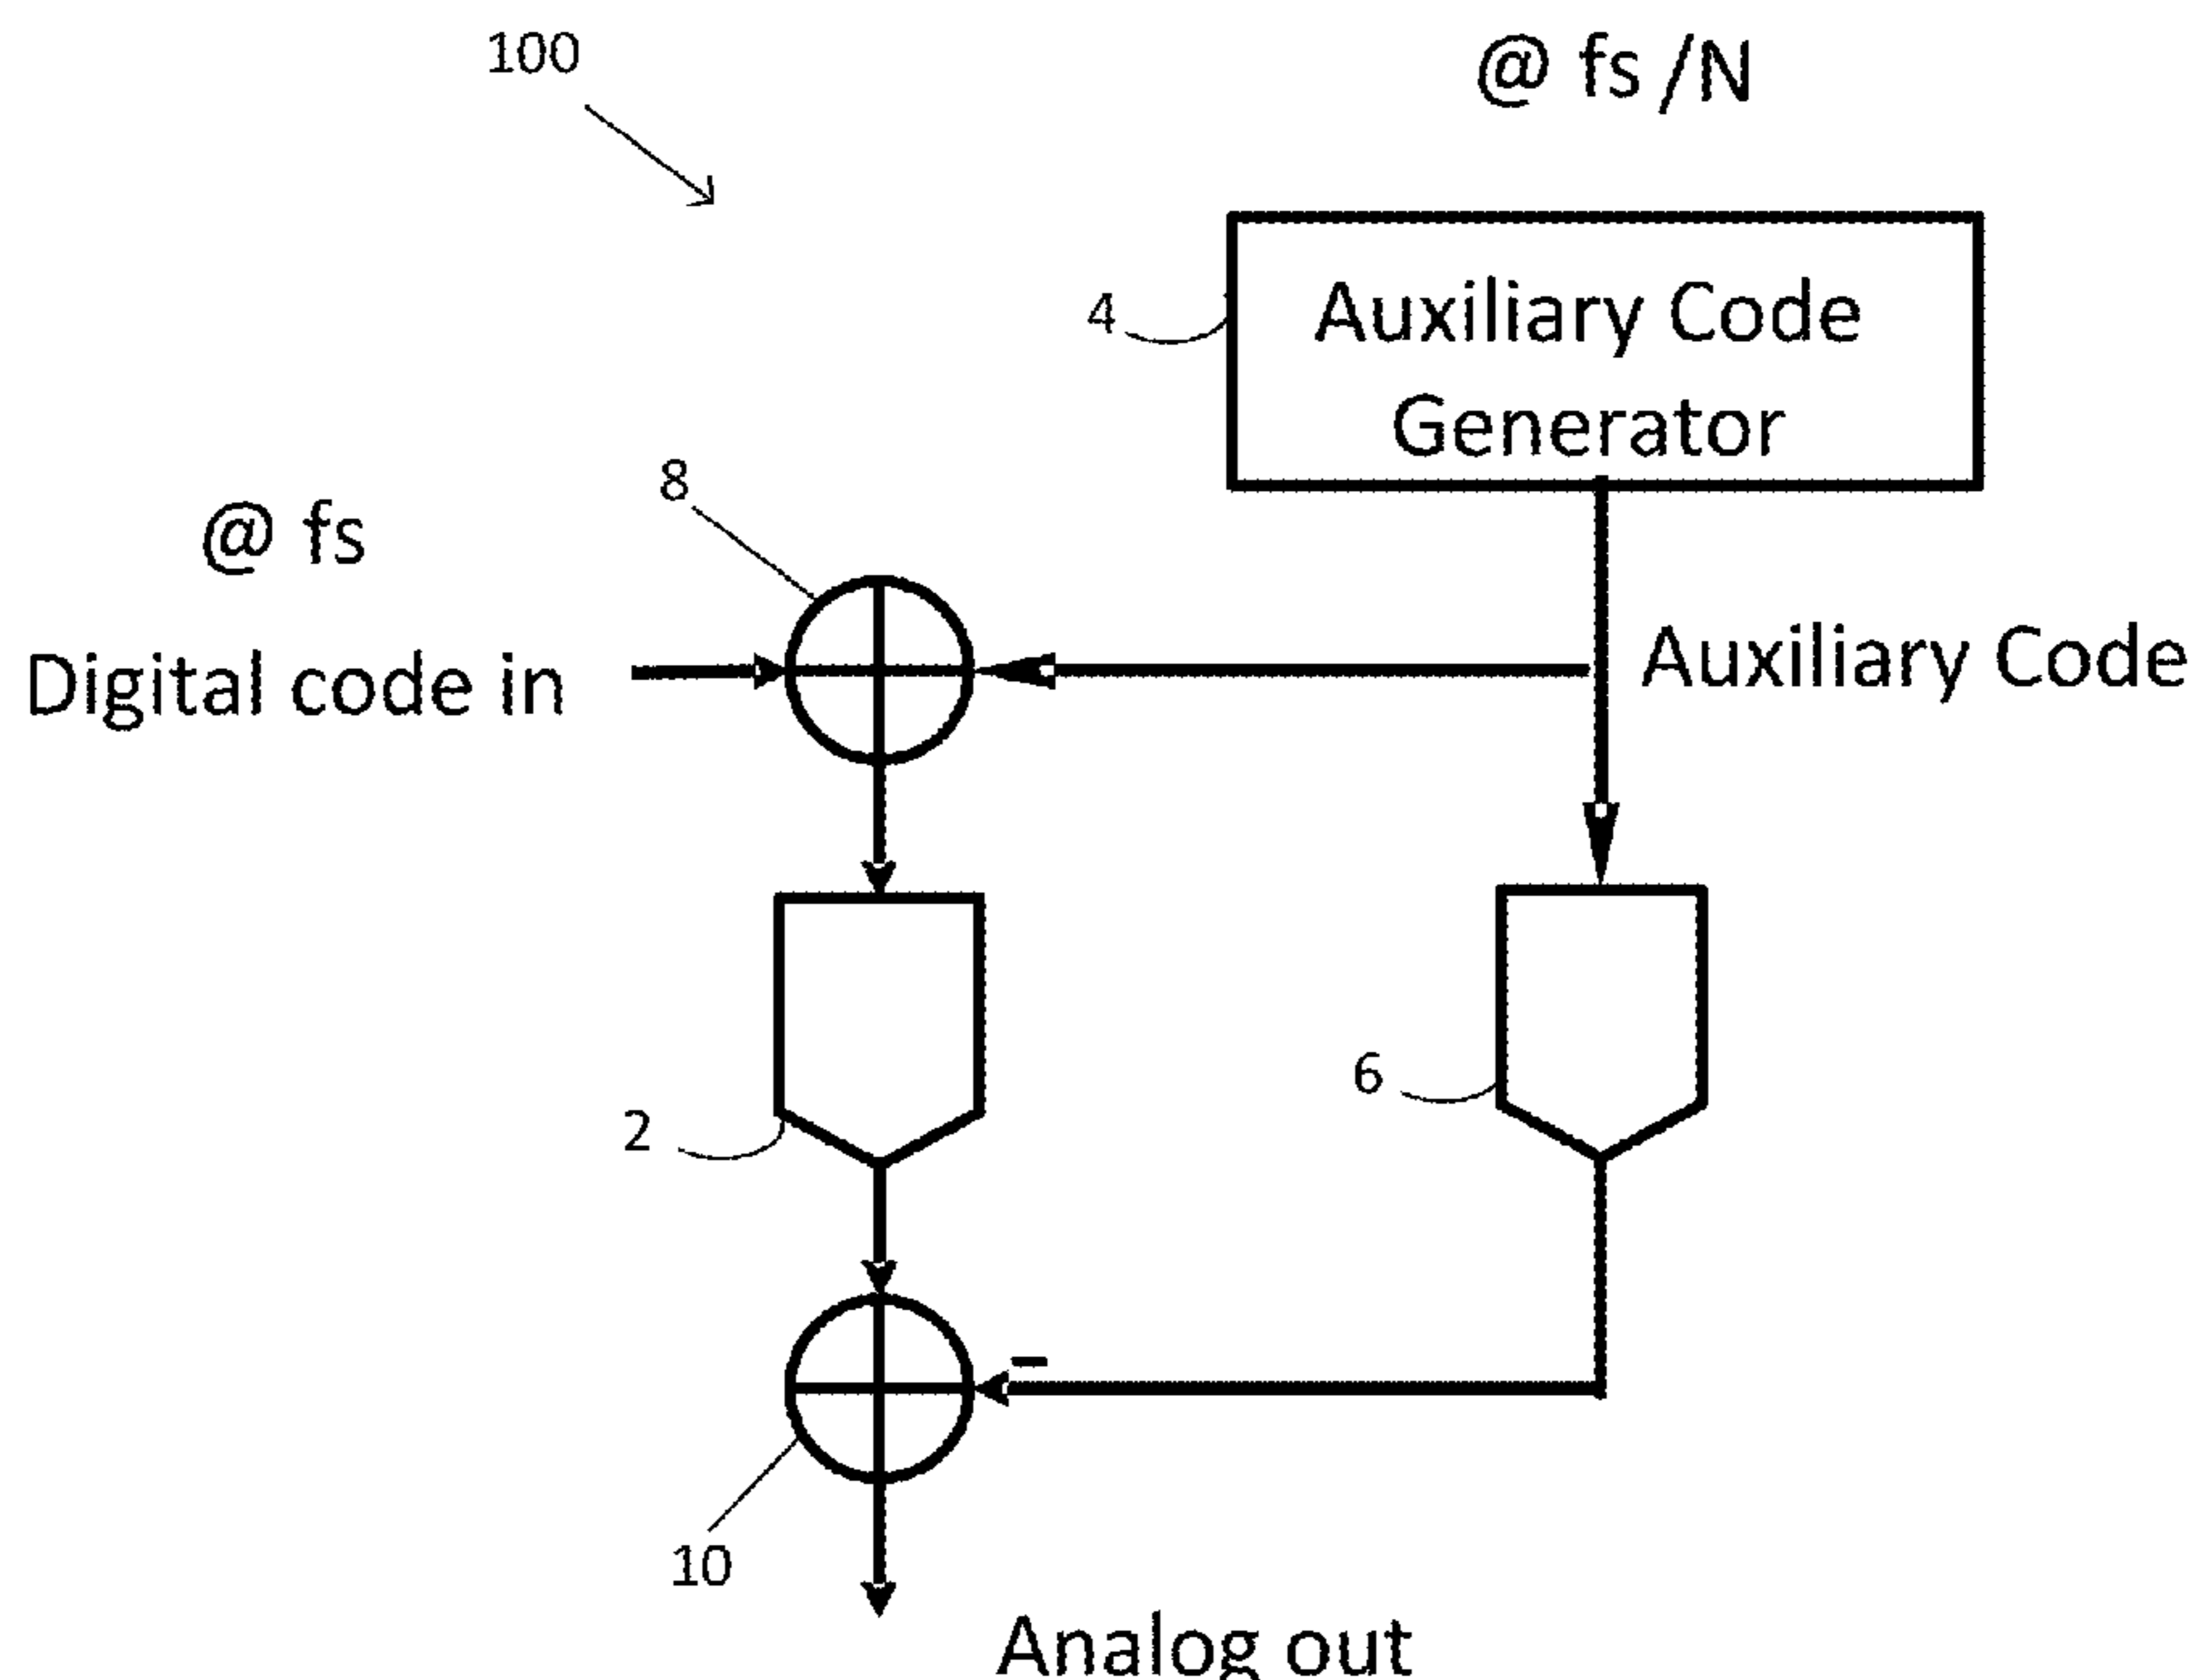 100
@ fs /N
4
Auxiliary Code
Generator
8
@ fs
Digital code in
Auxiliary Code
6
2
–
10
Analog out